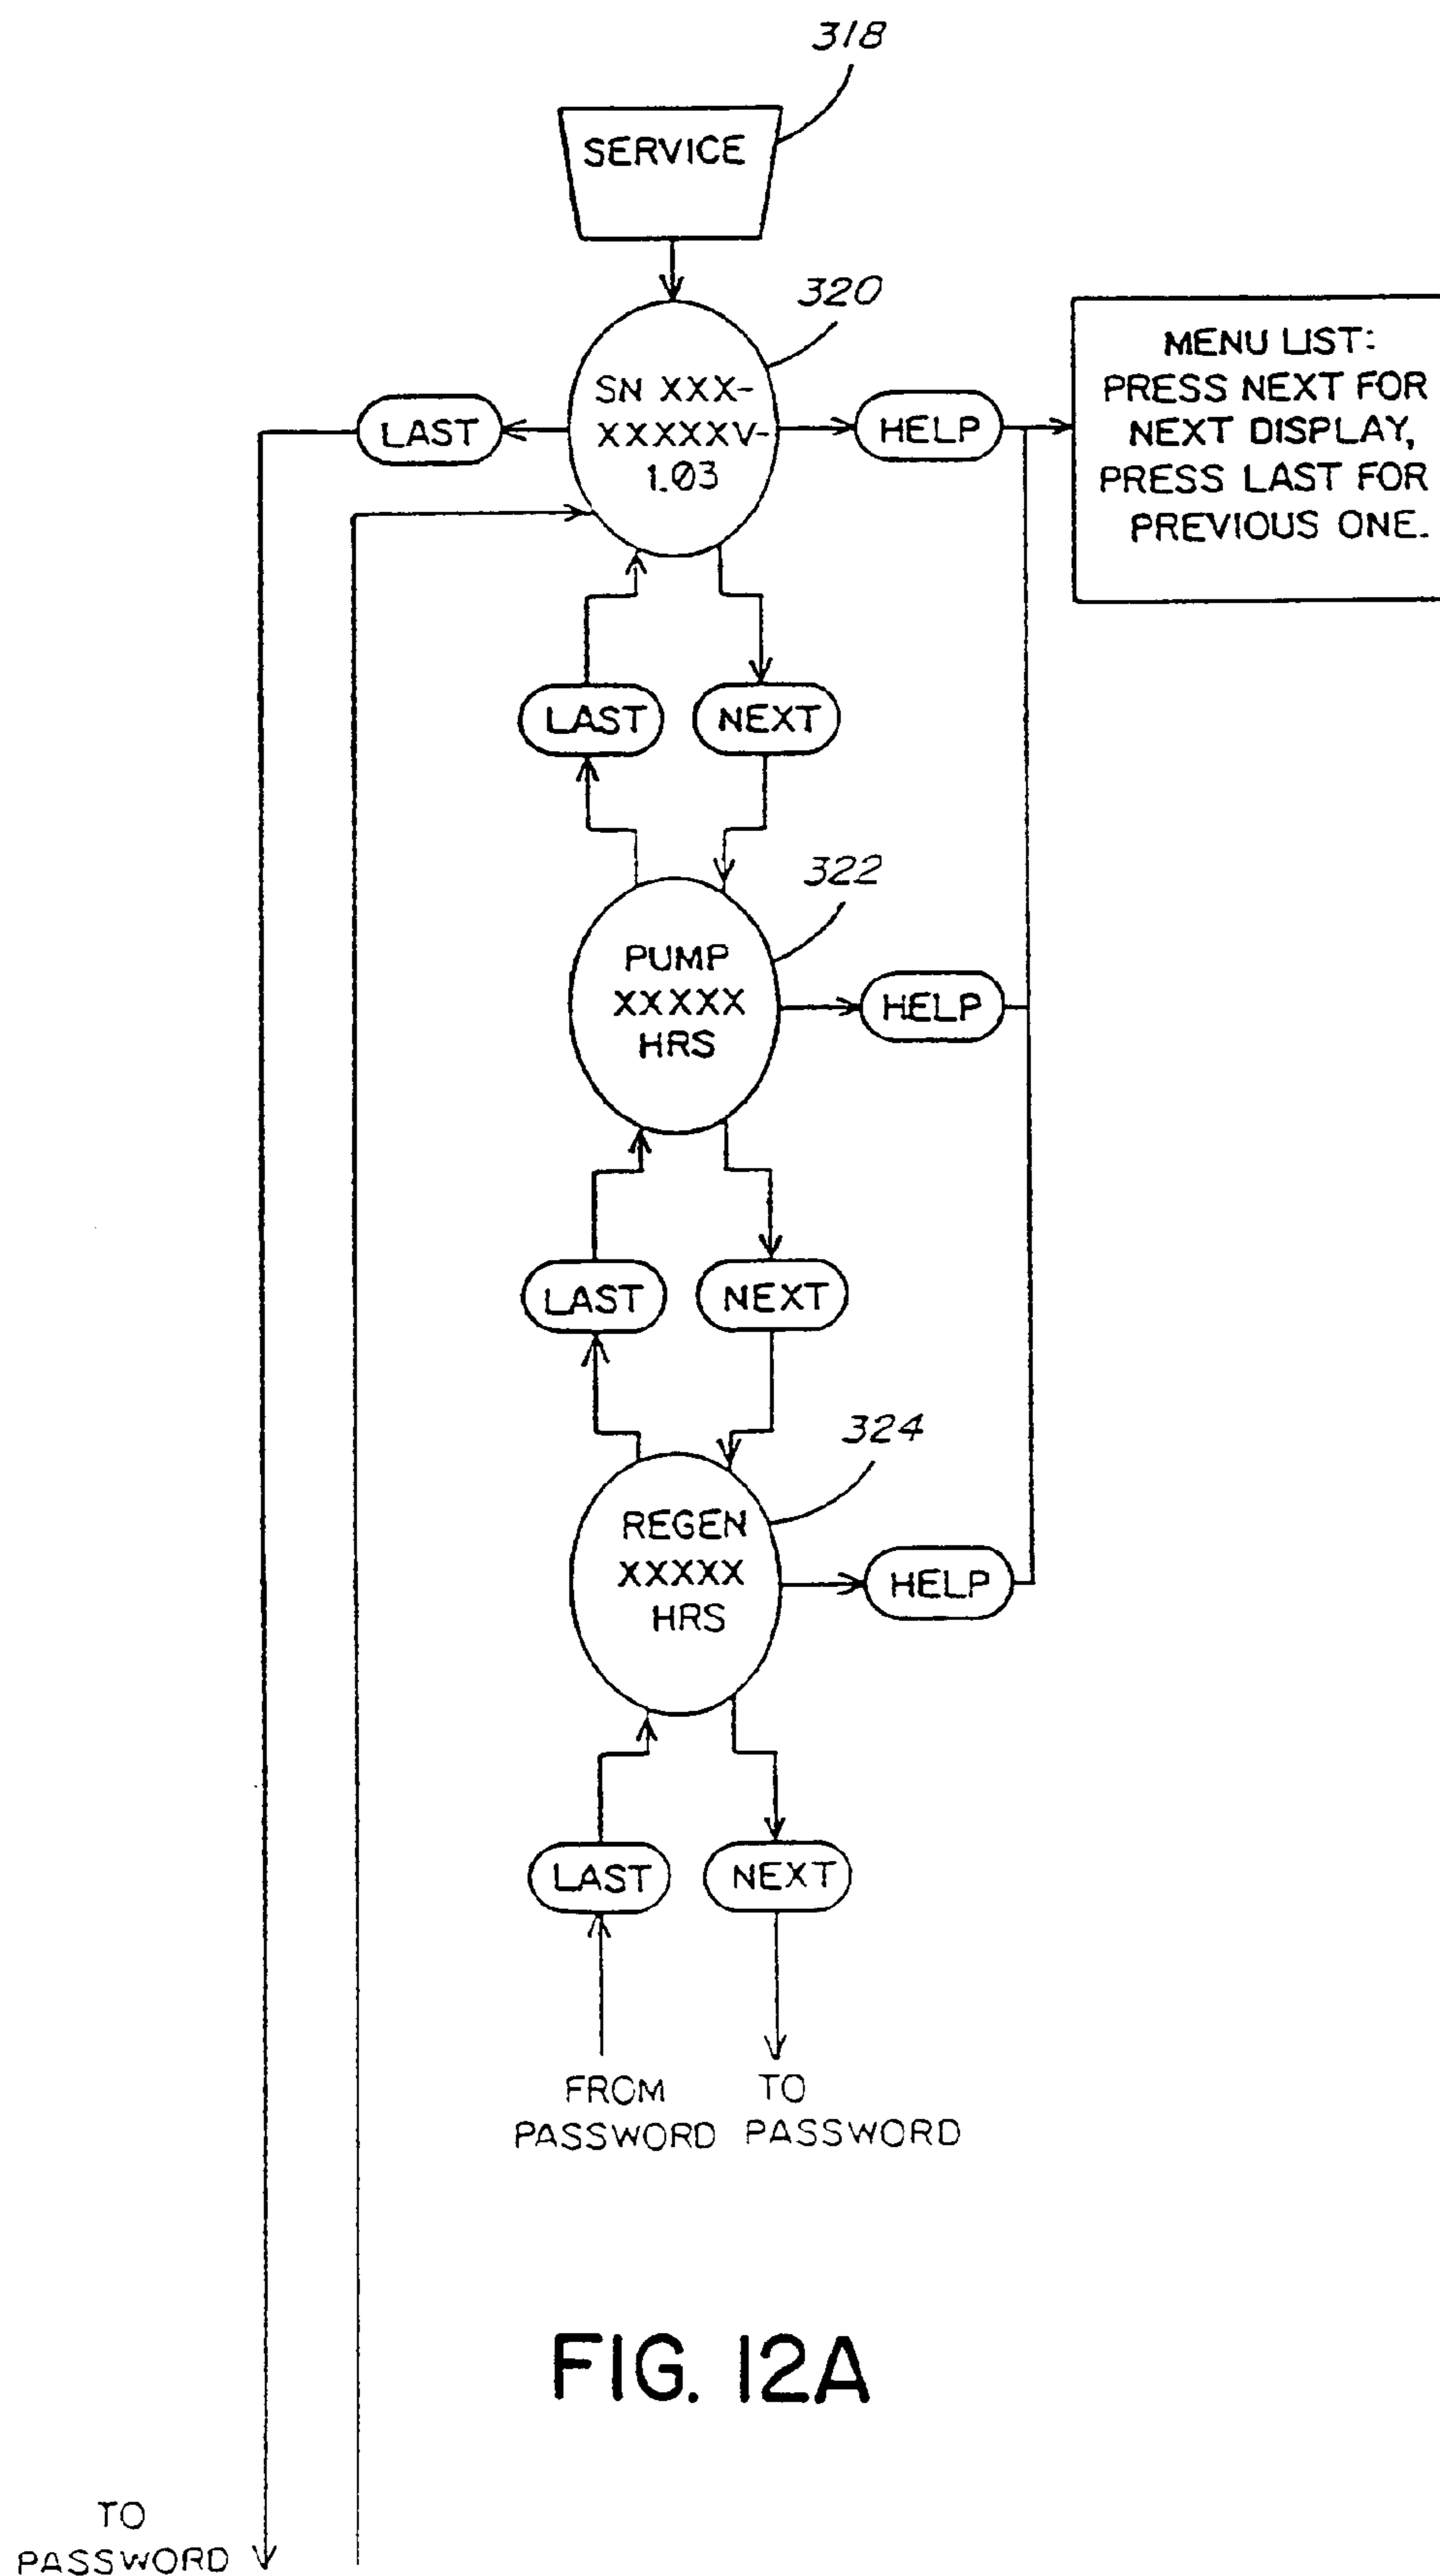 318
SERVICE
320
SN XXX-
XXXXXV-
1.03
LAST
HELP
MENU LIST:
PRESS NEXT FOR
NEXT DISPLAY,
PRESS LAST FOR
PREVIOUS ONE.
LAST
NEXT
322
PUMP
XXXXX
HRS
HELP
LAST
NEXT
324
REGEN
XXXXX
HRS
HELP
LAST
NEXT
FROM
PASSWORD
TO
PASSWORD
FIG. 12A
TO
PASSWORD